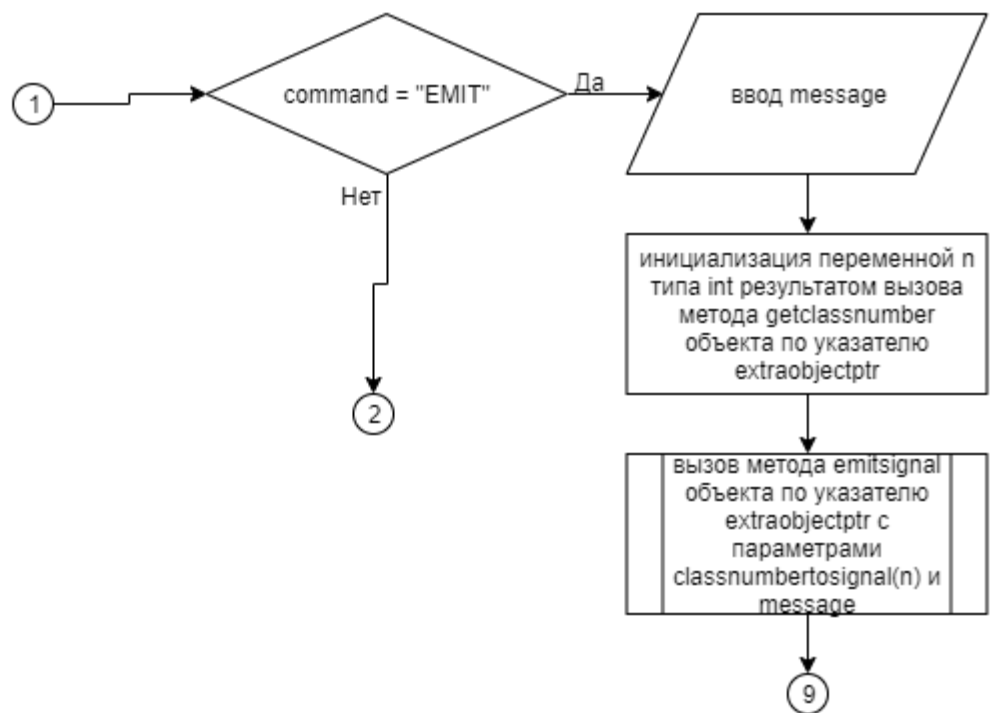 1
command = "EMIT"
Да
ввод message
Нет
инициализация переменной n
типа int результатом вызова
метода getclassnumber
объекта по указателю
extraobjectptr
2
вызов метода emitsignal
объекта по указателю
extraobjectptr с
параметрами
classnumbertosignal(n) и
message
9